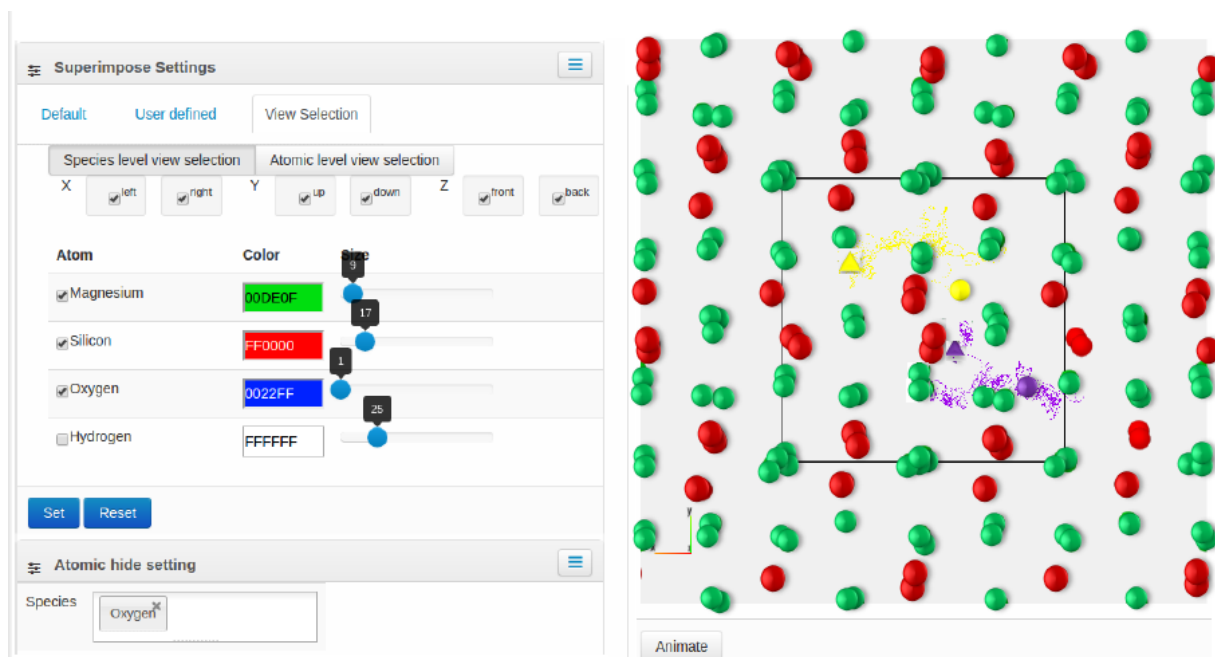 Superimpose Settings
Default User defined View Selection
Species level view selection Atomic level view selection
X left right Y up down Z front back
Atom Color Size
9
Magnesium 00DE0F
17
Silicon FF0000
1
Oxygen 0022FF
25
Hydrogen FFFFFF
Set Reset
Atomic hide setting
Species Oxygen
y
Animate